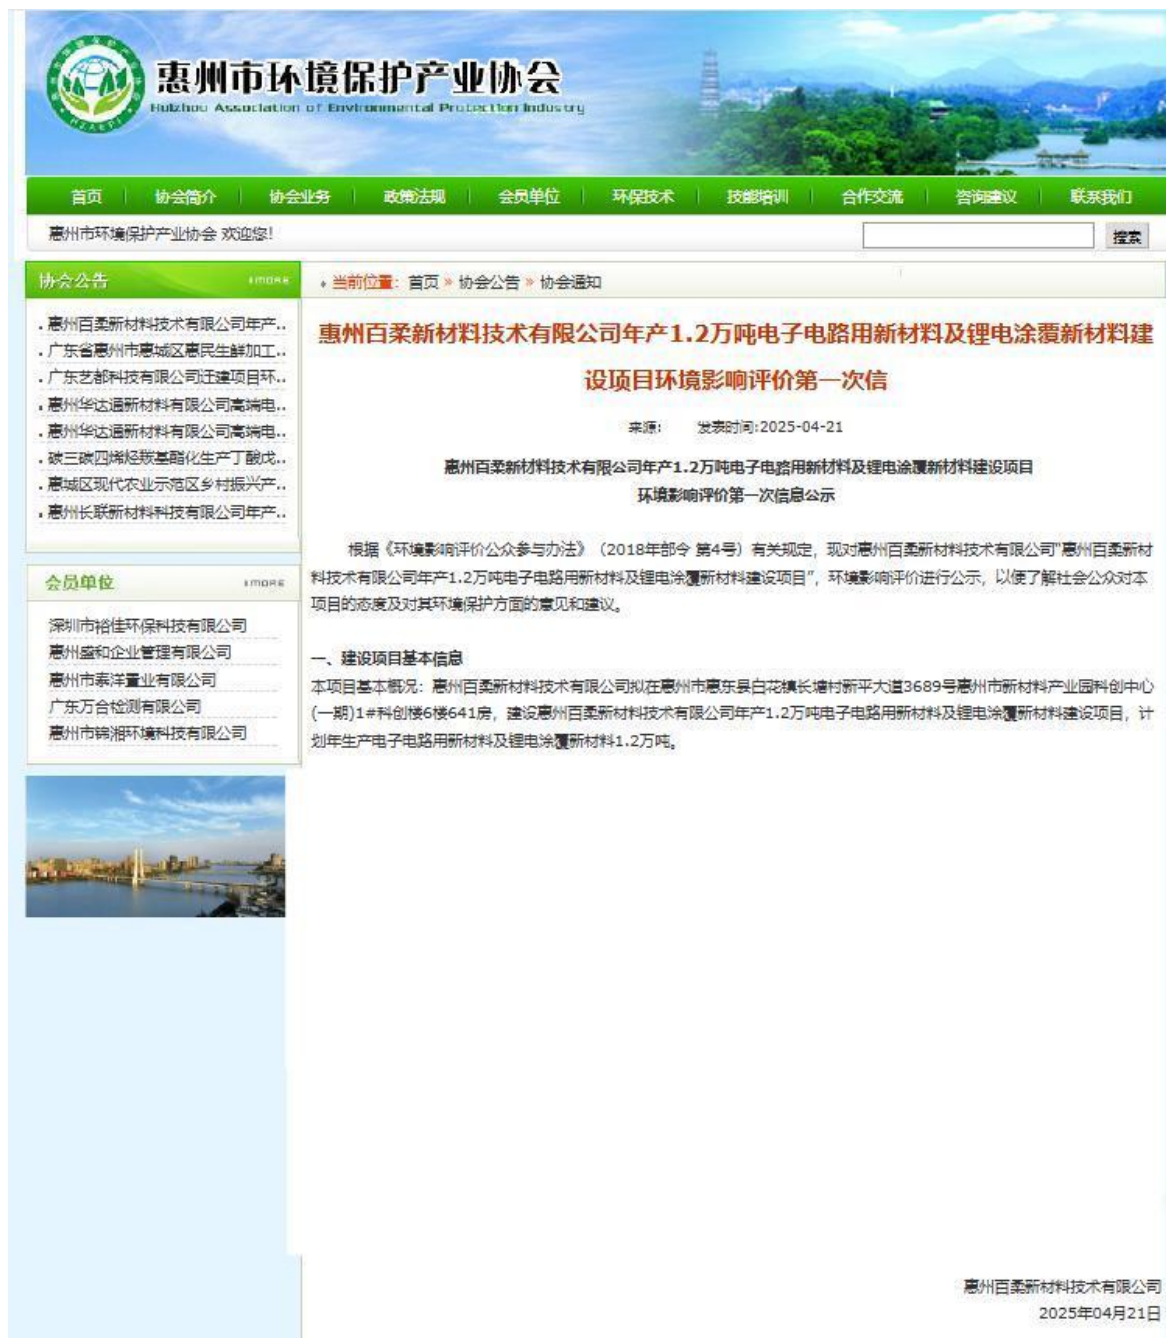 惠州市环境保护产业协会
Huizhou Association of Environmental Protection Industry
HZAEPI
首页 协会简介 协会业务 政策法规 会员单位 环保技术 技能培训 合作交流 咨询建议 联系我们
惠州市环境保护产业协会 欢迎您!
搜索
协会公告
MORE
惠州百柔新材料技术有限公司年产..
广东省惠州市惠城区惠民生鲜加工..
广东艺都科技有限公司迁建项目环..
惠州华达通新材料有限公司高端电..
惠州华达通新材料有限公司高端电..
碳三碳四烯烃羰基酯化生产丁酸戊..
惠城区现代农业示范区乡村振兴产..
惠州长联新材料科技有限公司年产..
会员单位
MORE
深圳市裕佳环保科技有限公司
惠州盛和企业管理有限公司
惠州市泰洋置业有限公司
广东万合检测有限公司
惠州市锦湘环境科技有限公司
当前位置：首页 » 协会公告 » 协会通知
惠州百柔新材料技术有限公司年产1.2万吨电子电路用新材料及锂电涂覆新材料建
设项目环境影响评价第一次信
来源: 发表时间:2025-04-21
惠州百柔新材料技术有限公司年产1.2万吨电子电路用新材料及锂电涂覆新材料建设项目
环境影响评价第一次信息公示
根据《环境影响评价公众参与办法》（2018年部令 第4号）有关规定，现对惠州百柔新材料技术有限公司“惠州百柔新材
料技术有限公司年产1.2万吨电子电路用新材料及锂电涂覆新材料建设项目”，环境影响评价进行公示，以便了解社会公众对本
项目的态度及对其环境保护方面的意见和建议。
一、建设项目基本信息
本项目基本概况：惠州百柔新材料技术有限公司拟在惠州市惠东县白花镇长塘村新平大道3689号惠州市新材料产业园科创中心
(一期)1#科创楼6楼641房，建设惠州百柔新材料技术有限公司年产1.2万吨电子电路用新材料及锂电涂覆新材料建设项目，计
划年生产电子电路用新材料及锂电涂覆新材料1.2万吨。
惠州百柔新材料技术有限公司
2025年04月21日